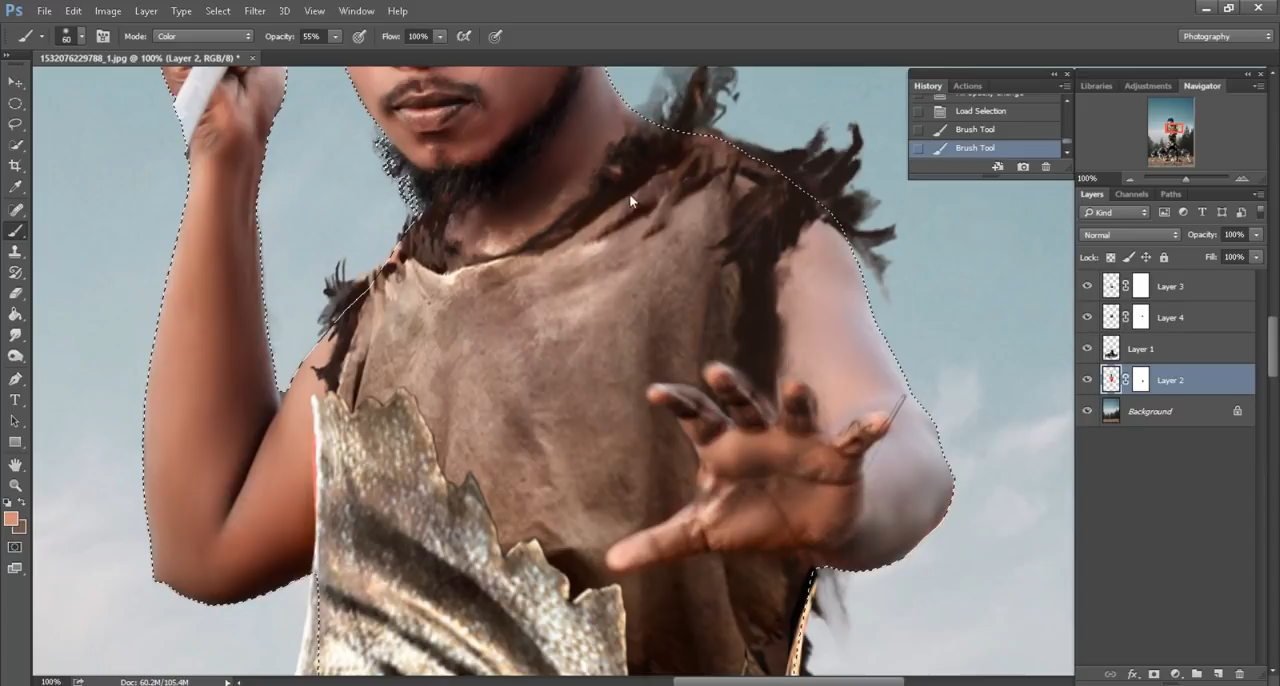 Ps File Edit Image Layer Type Select Filter 3D View Window Help
60 Mode: Color Opacity: 55% Flow: 100% Photography
1532076229788_1.jpg @ 100% (Layer 2, RGB/8) * ×
History Actions
Load Selection
Brush Tool
Brush Tool
Libraries Adjustments Navigator
100%
Layers Channels Paths
Kind
Normal Opacity: 100%
Lock: Fill: 100%
Layer 3
Layer 4
Layer 1
Layer 2
Background
100% Doc: 60.2M/105.4M